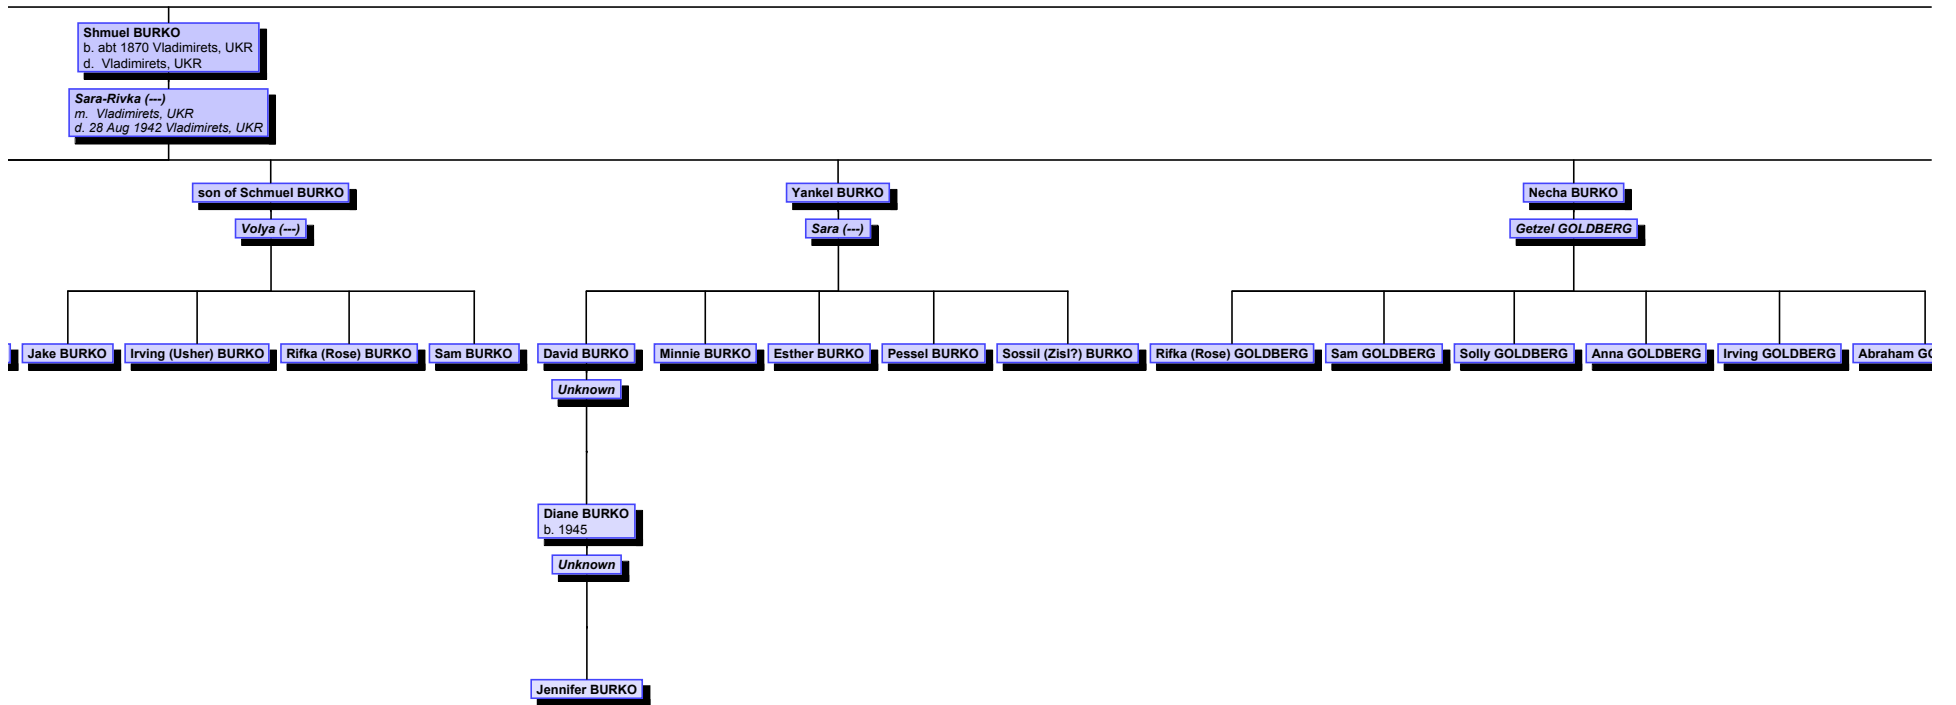 Shmuel BURKO
b. abt 1870 Vladimirets, UKR
d. Vladimirets, UKR
Sara-Rivka (---)
m. Vladimirets, UKR
d. 28 Aug 1942 Vladimirets, UKR
son of Schmuel BURKO
Yankel BURKO
Necha BURKO
Volya (---)
Sara (---)
Getzel GOLDBERG
Jake BURKO
Irving (Usher) BURKO
Rifka (Rose) BURKO
Sam BURKO
David BURKO
Minnie BURKO
Esther BURKO
Pessel BURKO
Sossil (Zisl?) BURKO
Rifka (Rose) GOLDBERG
Sam GOLDBERG
Solly GOLDBERG
Anna GOLDBERG
Irving GOLDBERG
Abraham
Unknown
Diane BURKO
b. 1945
Unknown
Jennifer BURKO